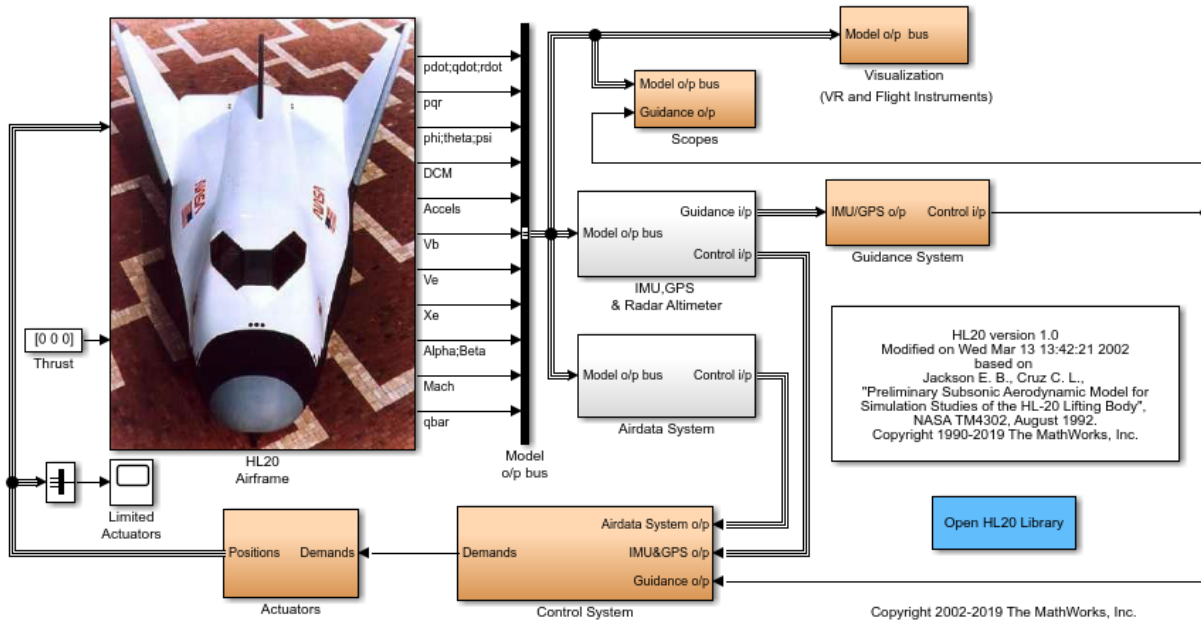 pdot;qdot;rdot
pqr
phi;theta;psi
DCM
Accels
Vb
Ve
Xe
Alpha;Beta
Mach
qbar
NASA
[0 0 0]
Thrust
HL20
Airframe
Model
o/p bus
Limited
Actuators
Model o/p bus
Visualization
(VR and Flight Instruments)
Model o/p bus
Guidance o/p
Scopes
Model o/p bus
Guidance i/p
Control i/p
IMU,GPS
& Radar Altimeter
IMU/GPS o/p
Control i/p
Guidance System
Model o/p bus
Control i/p
Airdata System
HL20 version 1.0
Modified on Wed Mar 13 13:42:21 2002
based on
Jackson E. B., Cruz C. L.,
"Preliminary Subsonic Aerodynamic Model for
Simulation Studies of the HL-20 Lifting Body",
NASA TM4302, August 1992.
Copyright 1990-2019 The MathWorks, Inc.
Open HL20 Library
Positions
Demands
Actuators
Demands
Airdata System o/p
IMU&GPS o/p
Guidance o/p
Control System
Copyright 2002-2019 The MathWorks, Inc.